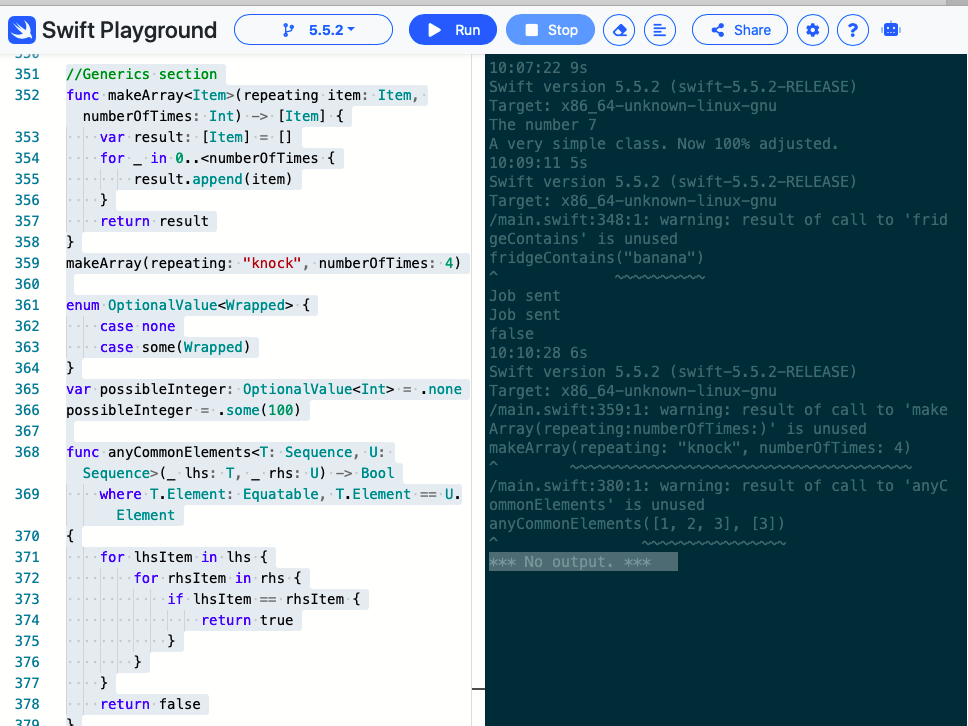 Swift Playground
5.5.2
Run
Stop
Share
?
350
351 //Generics section
352 func makeArray<Item>(repeating item: Item,
numberOfTimes: Int) -> [Item] {
353 var result: [Item] = []
354 for _ in 0..<numberOfTimes {
355 result.append(item)
356 }
357 return result
358 }
359 makeArray(repeating: "knock", numberOfTimes: 4)
360
361 enum OptionalValue<Wrapped> {
362 case none
363 case some(Wrapped)
364 }
365 var possibleInteger: OptionalValue<Int> = .none
366 possibleInteger = .some(100)
367
368 func anyCommonElements<T: Sequence, U:
Sequence>(_ lhs: T, _ rhs: U) -> Bool
369 where T.Element: Equatable, T.Element == U.
Element
370 {
371 for lhsItem in lhs {
372 for rhsItem in rhs {
373 if lhsItem == rhsItem {
374 return true
375 }
376 }
377 }
378 return false
379 }
10:07:22 9s
Swift version 5.5.2 (swift-5.5.2-RELEASE)
Target: x86_64-unknown-linux-gnu
The number 7
A very simple class. Now 100% adjusted.
10:09:11 5s
Swift version 5.5.2 (swift-5.5.2-RELEASE)
Target: x86_64-unknown-linux-gnu
/main.swift:348:1: warning: result of call to 'frid
geContains' is unused
fridgeContains("banana")
^ ~~~~~~~~~~
Job sent
Job sent
false
10:10:28 6s
Swift version 5.5.2 (swift-5.5.2-RELEASE)
Target: x86_64-unknown-linux-gnu
/main.swift:359:1: warning: result of call to 'make
Array(repeating:numberOfTimes:)' is unused
makeArray(repeating: "knock", numberOfTimes: 4)
^ ~~~~~~~~~~~~~~~~~~~~~~~~~~~~~~~~~~~~~
/main.swift:380:1: warning: result of call to 'anyC
ommonElements' is unused
anyCommonElements([1, 2, 3], [3])
^ ~~~~~~~~~~~~~~~~
*** No output. ***